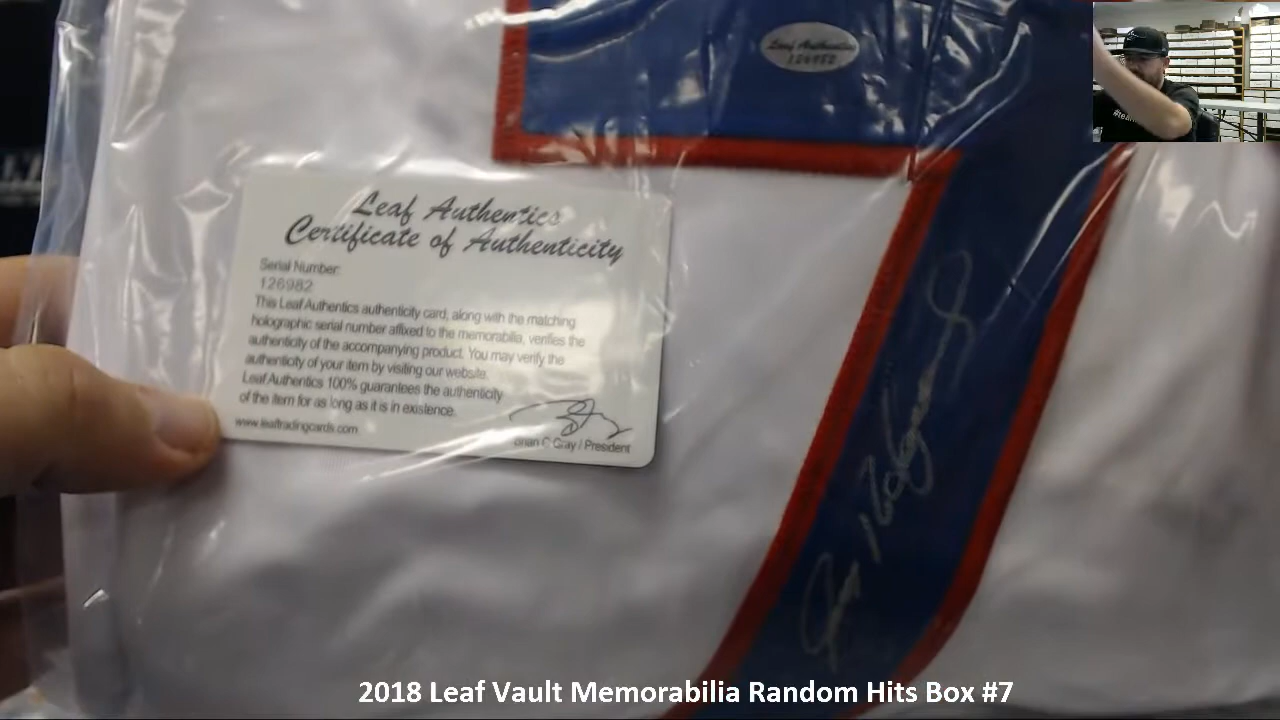 Leaf Authentics
126982
Leaf Authentics
Certificate of Authenticity
Serial Number:
126982
This Leaf Authentics authenticity card, along with the matching
holographic serial number affixed to the memorabilia, verifies the
authenticity of the accompanying product. You may verify the
authenticity of your item by visiting our website.
Leaf Authentics 100% guarantees the authenticity
of the item for as long as it is in existence.
www.leaftradingcards.com
Brian C Gray / President
2018 Leaf Vault Memorabilia Random Hits Box #7